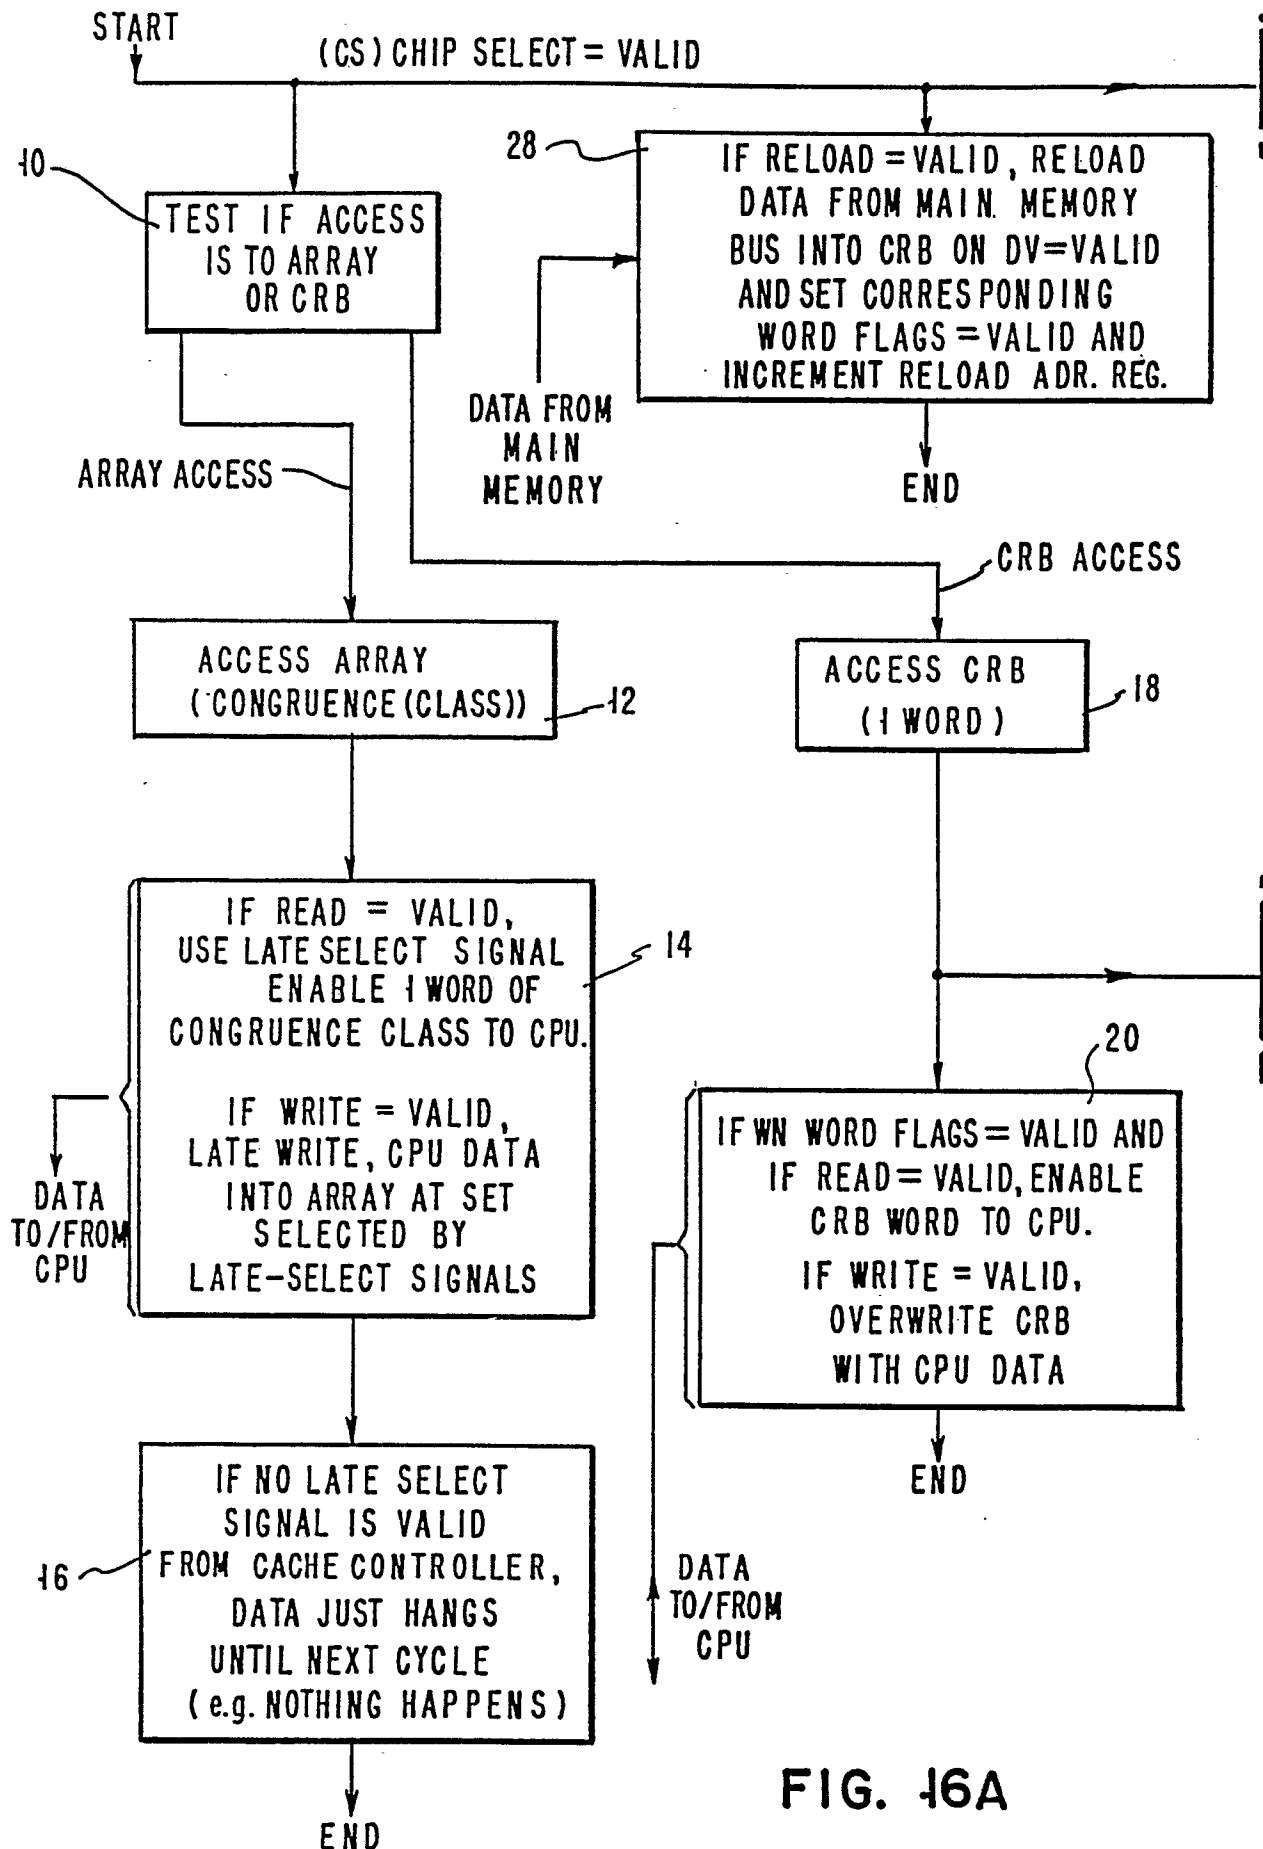 START
(CS) CHIP SELECT = VALID
10
TEST IF ACCESS
IS TO ARRAY
OR CRB
28
IF RELOAD = VALID, RELOAD
DATA FROM MAIN. MEMORY
BUS INTO CRB ON DV=VALID
AND SET CORRESPONDING
WORD FLAGS = VALID AND
INCREMENT RELOAD ADR. REG.
DATA FROM
MAIN
MEMORY
END
ARRAY ACCESS
CRB ACCESS
ACCESS ARRAY
(CONGRUENCE (CLASS))
12
ACCESS CRB
(1 WORD)
18
IF READ = VALID,
USE LATE SELECT SIGNAL
ENABLE 1 WORD OF
CONGRUENCE CLASS TO CPU.
IF WRITE = VALID,
LATE WRITE, CPU DATA
INTO ARRAY AT SET
SELECTED BY
LATE-SELECT SIGNALS
14
DATA
TO/FROM
CPU
20
IF WN WORD FLAGS = VALID AND
IF READ = VALID, ENABLE
CRB WORD TO CPU.
IF WRITE = VALID,
OVERWRITE CRB
WITH CPU DATA
END
DATA
TO/FROM
CPU
16
IF NO LATE SELECT
SIGNAL IS VALID
FROM CACHE CONTROLLER,
DATA JUST HANGS
UNTIL NEXT CYCLE
(e.g. NOTHING HAPPENS)
END
FIG. 16A